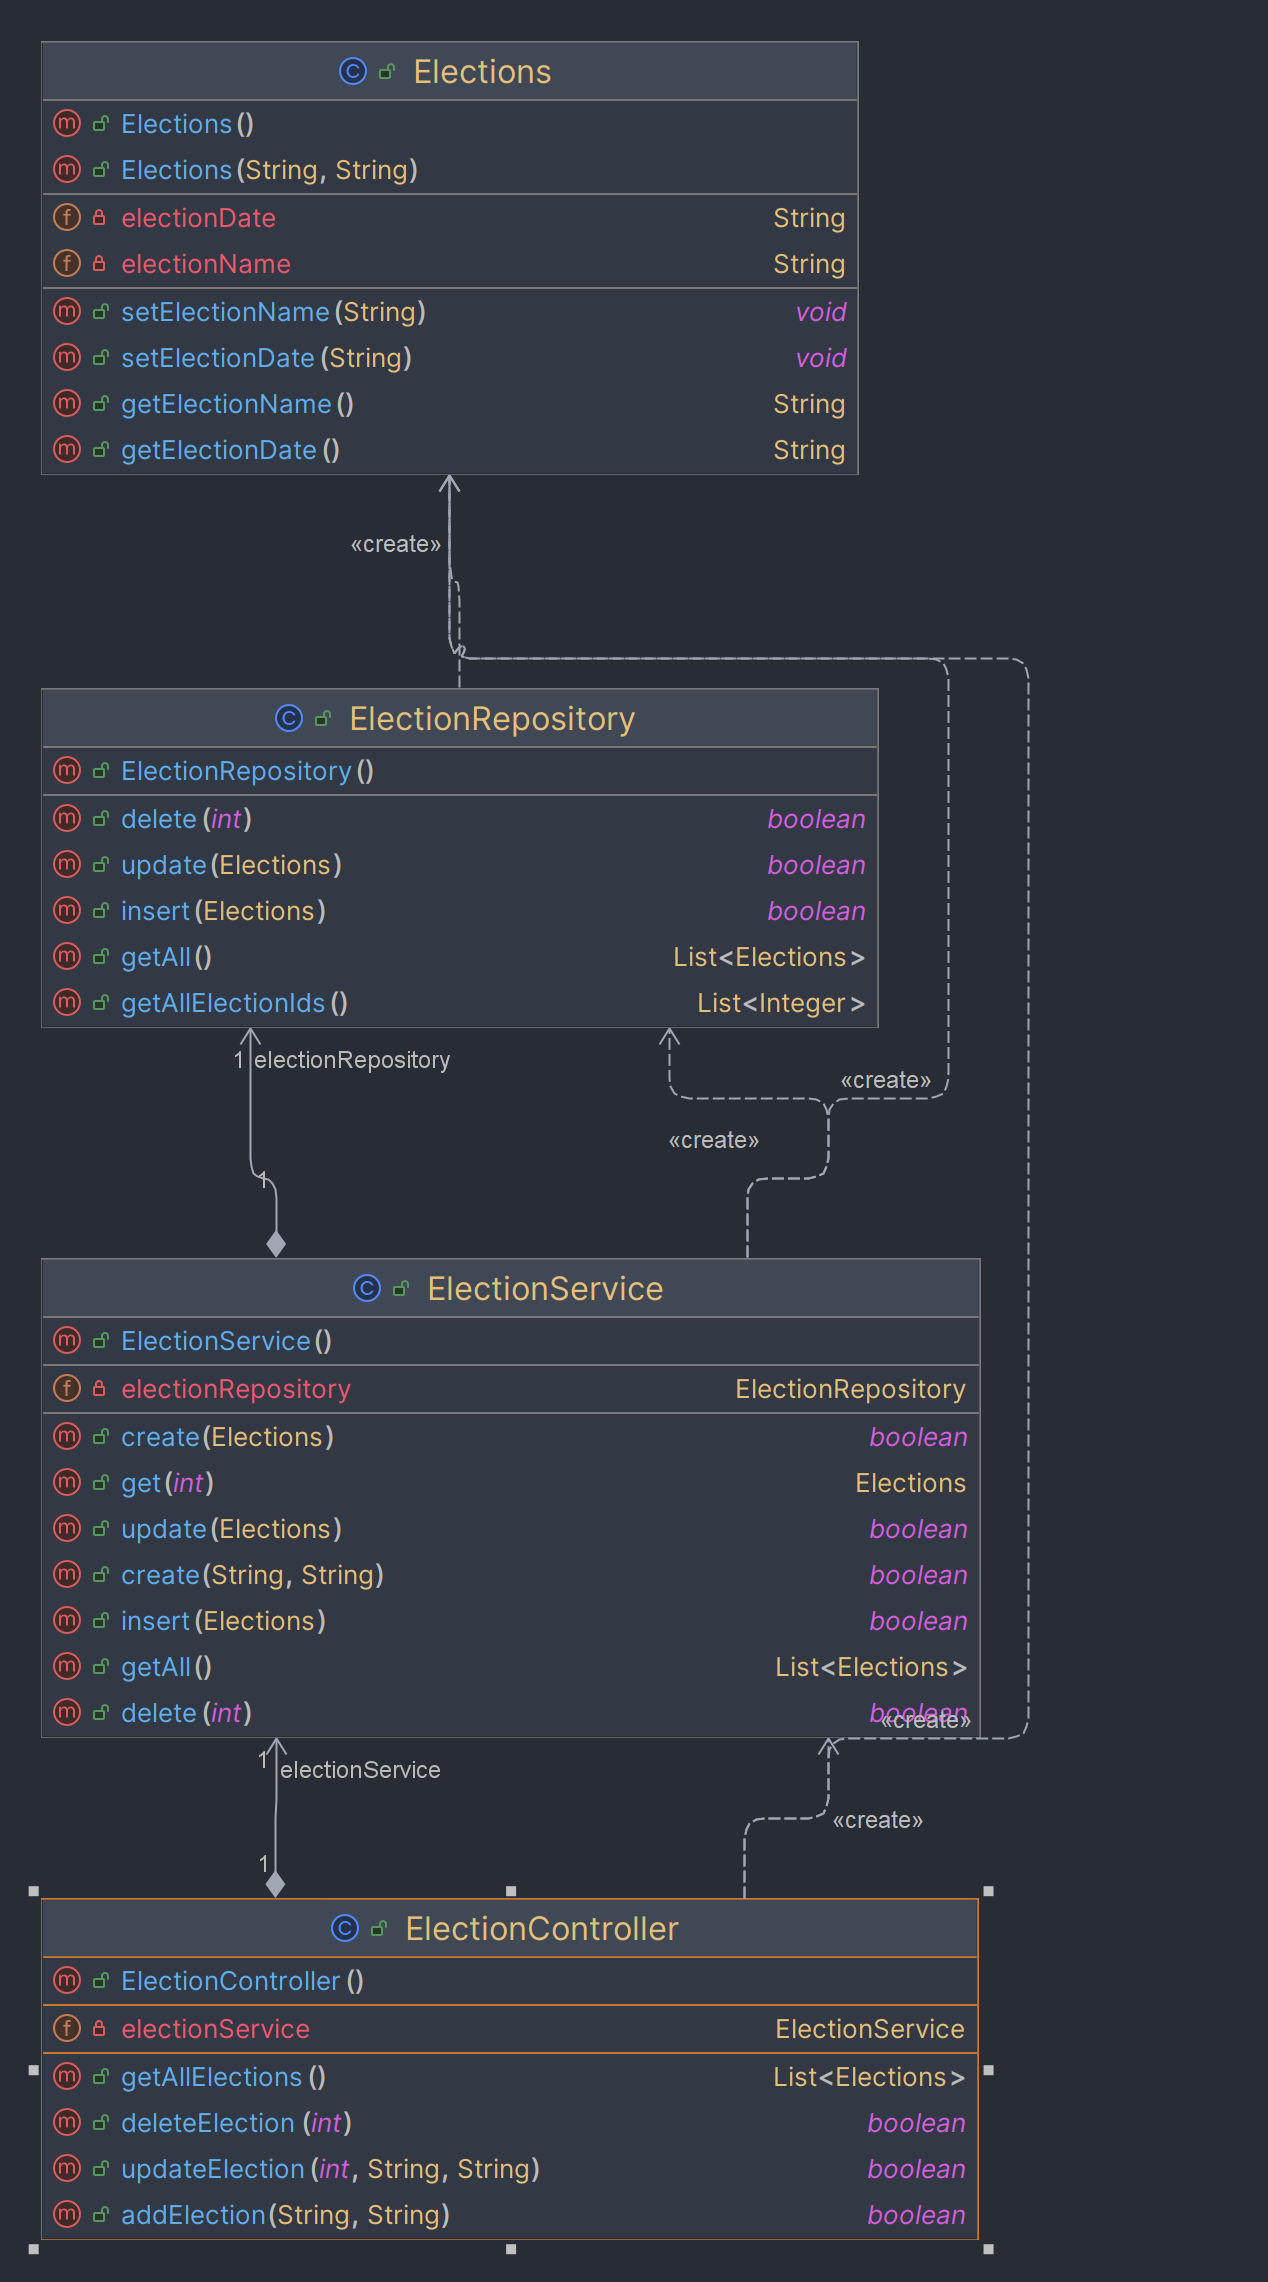 Elections
Elections()
Elections(String, String)
electionDate String
electionName String
setElectionName(String) void
setElectionDate(String) void
getElectionName() String
getElectionDate() String
«create»
ElectionRepository
ElectionRepository()
delete(int) boolean
update(Elections) boolean
insert(Elections) boolean
getAll() List<Elections>
getAllElectionIds() List<Integer>
1 electionRepository
«create»
«create»
1
ElectionService
ElectionService()
electionRepository ElectionRepository
create(Elections) boolean
get(int) Elections
update(Elections) boolean
create(String, String) boolean
insert(Elections) boolean
getAll() List<Elections>
delete(int) boolean
«create»
1 electionService
«create»
1
ElectionController
ElectionController()
electionService ElectionService
getAllElections() List<Elections>
deleteElection(int) boolean
updateElection(int, String, String) boolean
addElection(String, String) boolean